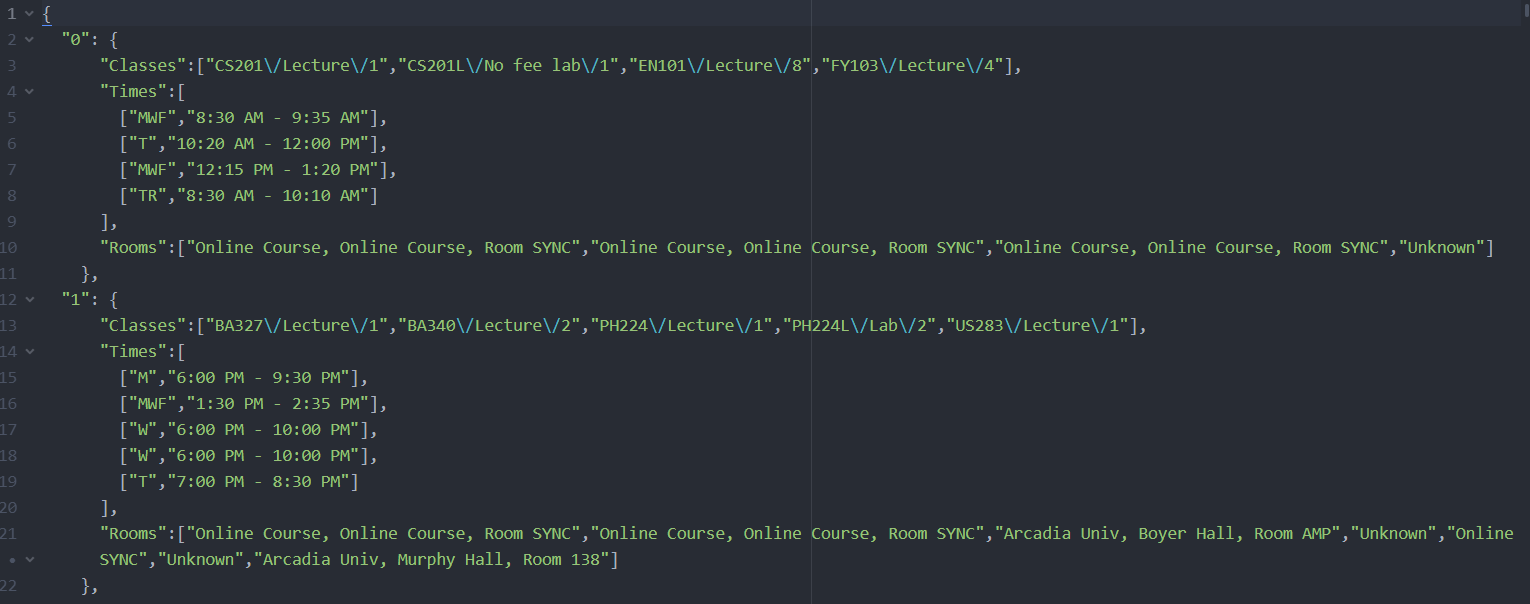 1 {
2 "0": {
3 "Classes":["CS201\/Lecture\/1","CS201L\/No fee lab\/1","EN101\/Lecture\/8","FY103\/Lecture\/4"],
4 "Times":[
5 ["MWF","8:30 AM - 9:35 AM"],
6 ["T","10:20 AM - 12:00 PM"],
7 ["MWF","12:15 PM - 1:20 PM"],
8 ["TR","8:30 AM - 10:10 AM"]
9 ],
10 "Rooms":["Online Course, Online Course, Room SYNC","Online Course, Online Course, Room SYNC","Online Course, Online Course, Room SYNC","Unknown"]
11 },
12 "1": {
13 "Classes":["BA327\/Lecture\/1","BA340\/Lecture\/2","PH224\/Lecture\/1","PH224L\/Lab\/2","US283\/Lecture\/1"],
14 "Times":[
15 ["M","6:00 PM - 9:30 PM"],
16 ["MWF","1:30 PM - 2:35 PM"],
17 ["W","6:00 PM - 10:00 PM"],
18 ["W","6:00 PM - 10:00 PM"],
19 ["T","7:00 PM - 8:30 PM"]
20 ],
21 "Rooms":["Online Course, Online Course, Room SYNC","Online Course, Online Course, Room SYNC","Arcadia Univ, Boyer Hall, Room AMP","Unknown","Online
• SYNC","Unknown","Arcadia Univ, Murphy Hall, Room 138"]
22 },